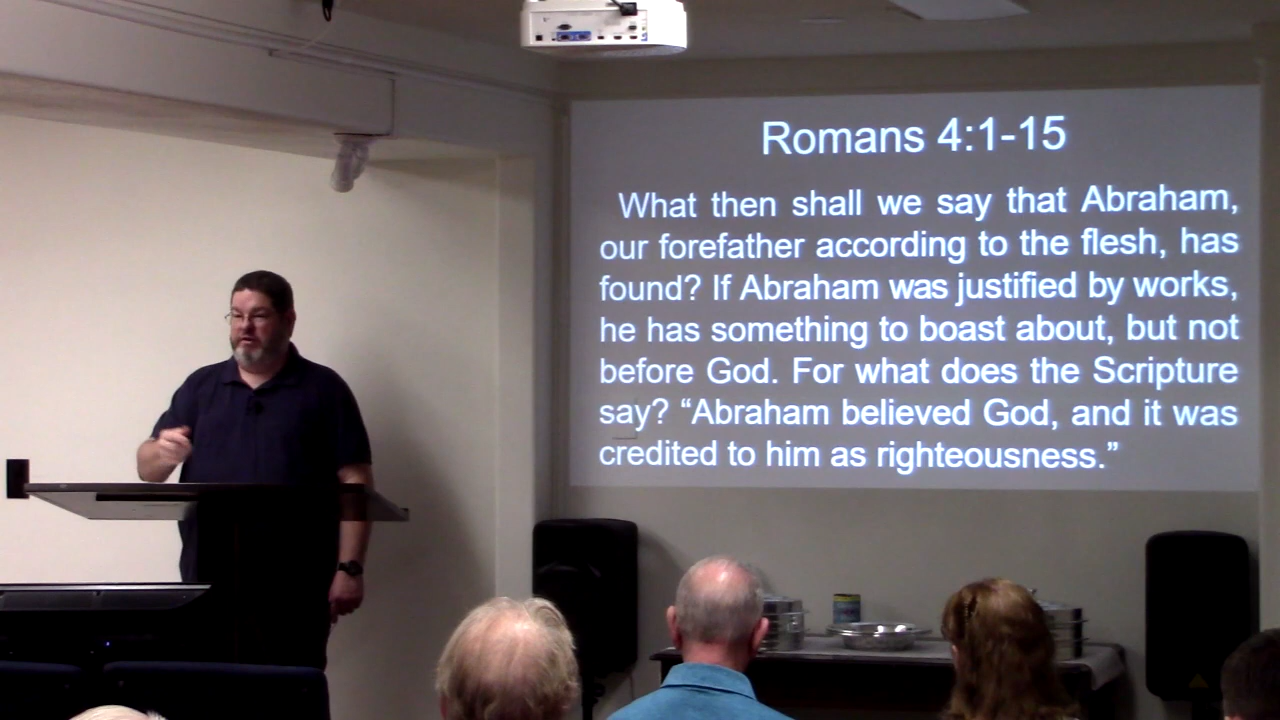 Romans 4:1-15
What then shall we say that Abraham,
our forefather according to the flesh, has
found? If Abraham was justified by works,
he has something to boast about, but not
before God. For what does the Scripture
say? “Abraham believed God, and it was
credited to him as righteousness.”